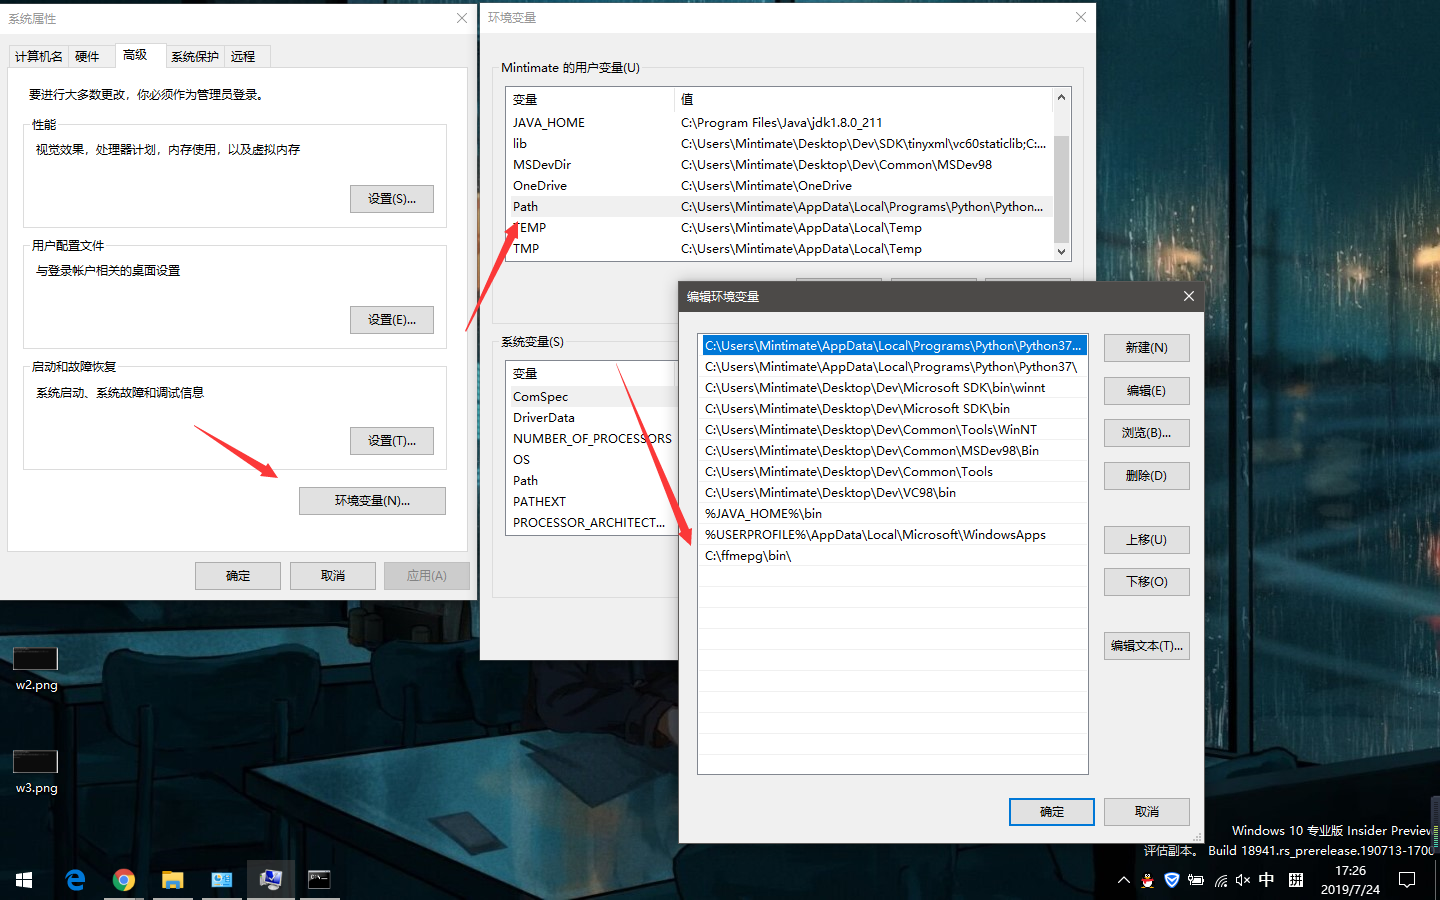 系统属性
计算机名 硬件 高级 系统保护 远程
要进行大多数更改，你必须作为管理员登录。
性能
视觉效果，处理器计划，内存使用，以及虚拟内存
设置(S)...
用户配置文件
与登录帐户相关的桌面设置
设置(E)...
启动和故障恢复
系统启动、系统故障和调试信息
设置(T)...
环境变量(N)...
确定 取消 应用(A)
环境变量
Mintimate 的用户变量(U)
变量 值
JAVA_HOME C:\Program Files\Java\jdk1.8.0_211
lib C:\Users\Mintimate\Desktop\Dev\SDK\tinyxml\vc60staticlib;C:...
MSDevDir C:\Users\Mintimate\Desktop\Dev\Common\MSDev98
OneDrive C:\Users\Mintimate\OneDrive
Path C:\Users\Mintimate\AppData\Local\Programs\Python\Python...
TEMP C:\Users\Mintimate\AppData\Local\Temp
TMP C:\Users\Mintimate\AppData\Local\Temp
系统变量(S)
变量
ComSpec
DriverData
NUMBER_OF_PROCESSORS
OS
Path
PATHEXT
PROCESSOR_ARCHITECT...
编辑环境变量
C:\Users\Mintimate\AppData\Local\Programs\Python\Python37...
C:\Users\Mintimate\AppData\Local\Programs\Python\Python37\
C:\Users\Mintimate\Desktop\Dev\Microsoft SDK\bin\winnt
C:\Users\Mintimate\Desktop\Dev\Microsoft SDK\bin
C:\Users\Mintimate\Desktop\Dev\Common\Tools\WinNT
C:\Users\Mintimate\Desktop\Dev\Common\MSDev98\Bin
C:\Users\Mintimate\Desktop\Dev\Common\Tools
C:\Users\Mintimate\Desktop\Dev\VC98\bin
%JAVA_HOME%\bin
%USERPROFILE%\AppData\Local\Microsoft\WindowsApps
C:\ffmepg\bin\
新建(N)
编辑(E)
浏览(B)...
删除(D)
上移(U)
下移(O)
编辑文本(T)...
确定 取消
w2.png
w3.png
Windows 10 专业版 Insider Preview
评估副本。 Build 18941.rs_prerelease.190713-1700
中 拼
17:26
2019/7/24